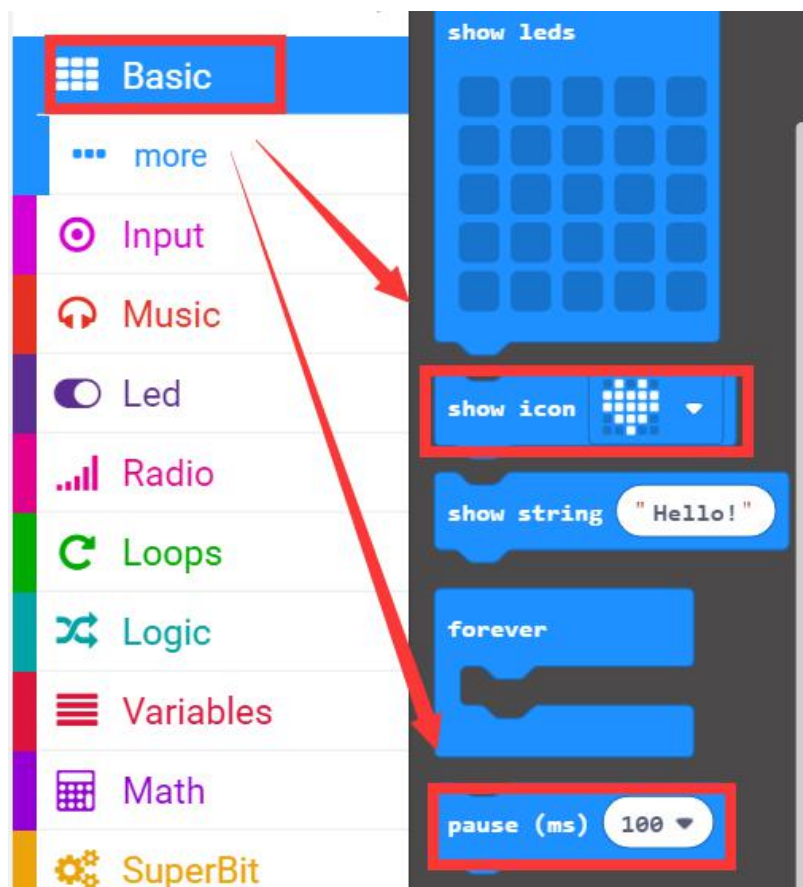 Basic
more
Input
Music
Led
Radio
Loops
Logic
Variables
Math
SuperBit
show leds
show icon
show string "Hello!"
forever
pause (ms) 100